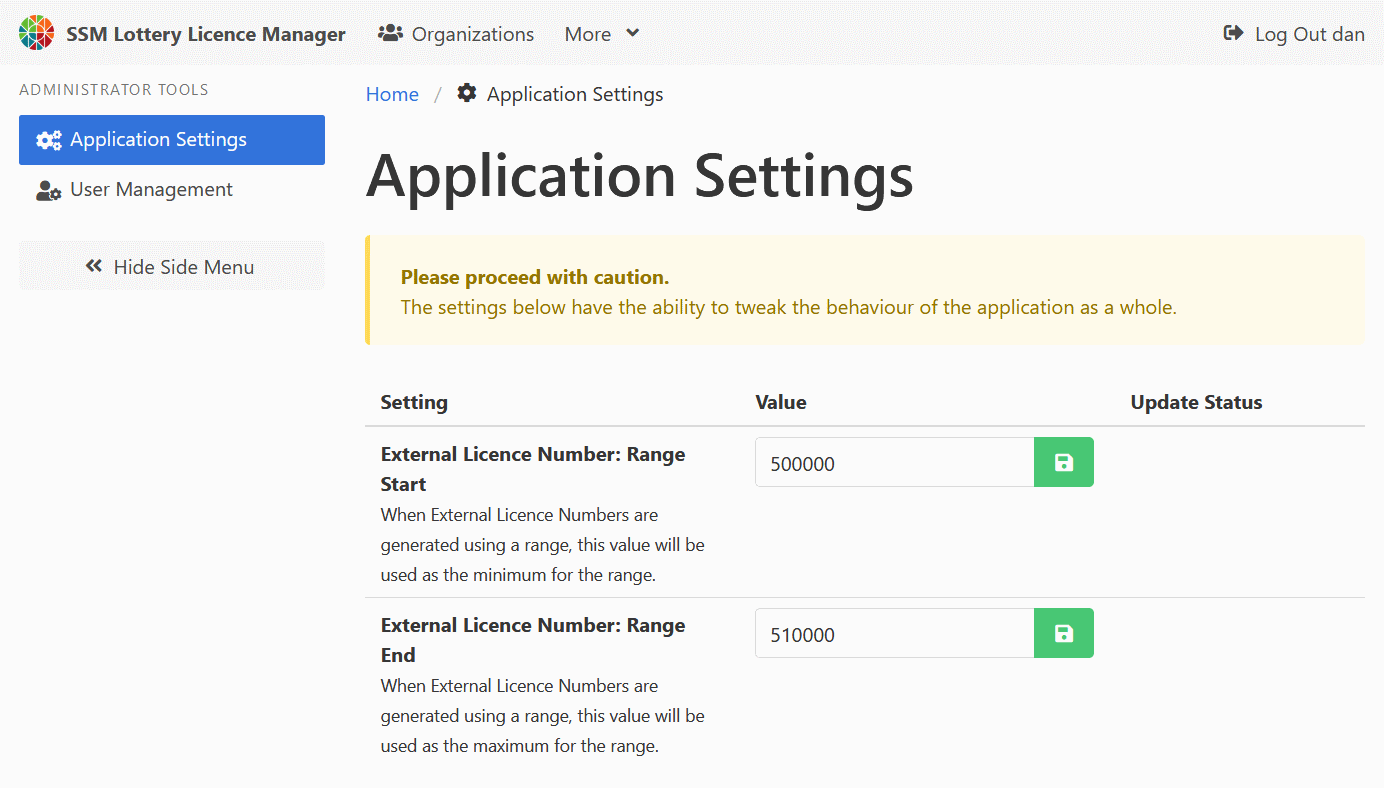 SSM Lottery Licence Manager
Organizations
More
Log Out dan
ADMINISTRATOR TOOLS
Application Settings
User Management
Hide Side Menu
Home / Application Settings
Application Settings
Please proceed with caution.
The settings below have the ability to tweak the behaviour of the application as a whole.
Setting
Value
Update Status
External Licence Number: Range
Start
When External Licence Numbers are
generated using a range, this value will be
used as the minimum for the range.
500000
External Licence Number: Range
End
When External Licence Numbers are
generated using a range, this value will be
used as the maximum for the range.
510000